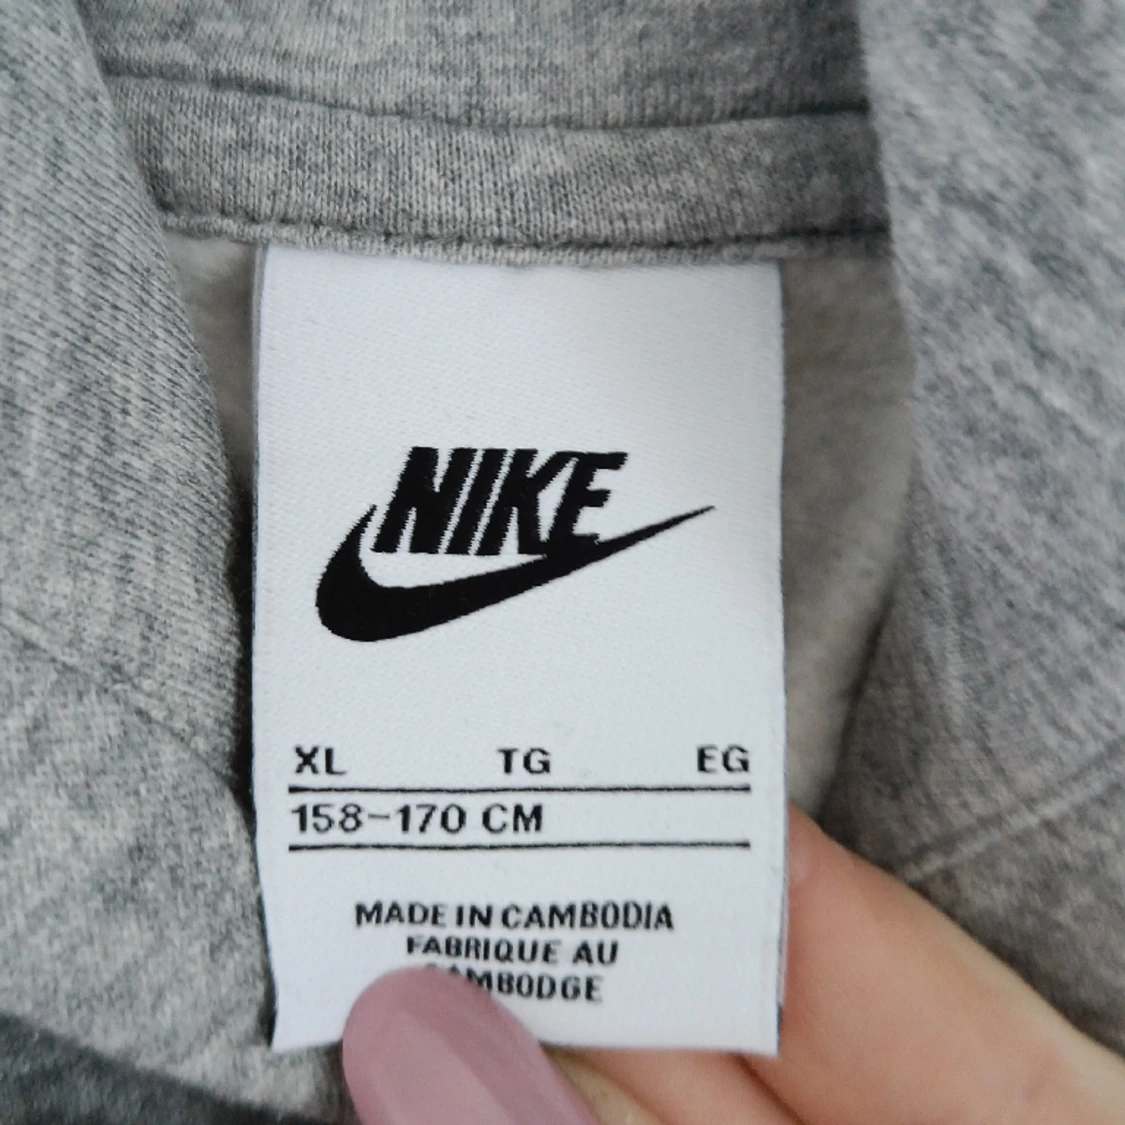 NIKE
XL TG EG
158-170 CM
MADE IN CAMBODIA
FABRIQUE AU
CAMBODGE